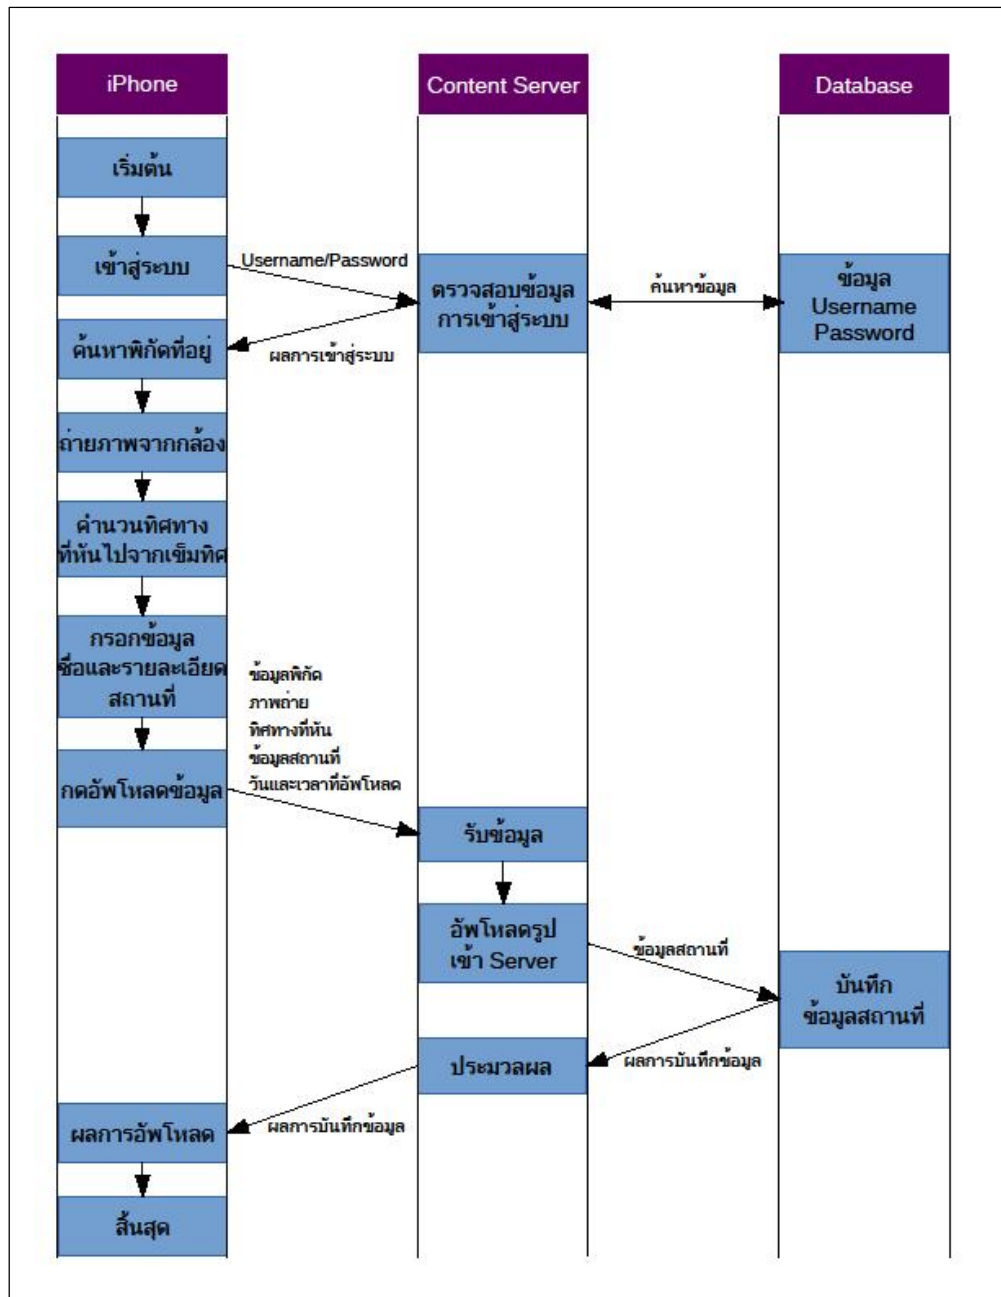 iPhone
Content Server
Database
เริ่มต้น
เข้าสู่ระบบ
Username/Password
ตรวจสอบข้อมูล
การเข้าสู่ระบบ
ค้นหาข้อมูล
ข้อมูล
Username
Password
ผลการเข้าสู่ระบบ
ค้นหาพิกัดที่อยู่
ถ่ายภาพจากกล้อง
คำนวนทิศทาง
ที่หันไปจากเข็มทิศ
กรอกข้อมูล
ชื่อและรายละเอียด
สถานที่
ข้อมูลพิกัด
ภาพถ่าย
ทิศทางที่หัน
ข้อมูลสถานที่
วันและเวลาที่อัพโหลด
กดอัพโหลดข้อมูล
รับข้อมูล
อัพโหลดรูป
เข้า Server
ข้อมูลสถานที่
บันทึก
ข้อมูลสถานที่
ผลการบันทึกข้อมูล
ประมวลผล
ผลการบันทึกข้อมูล
ผลการอัพโหลด
สิ้นสุด